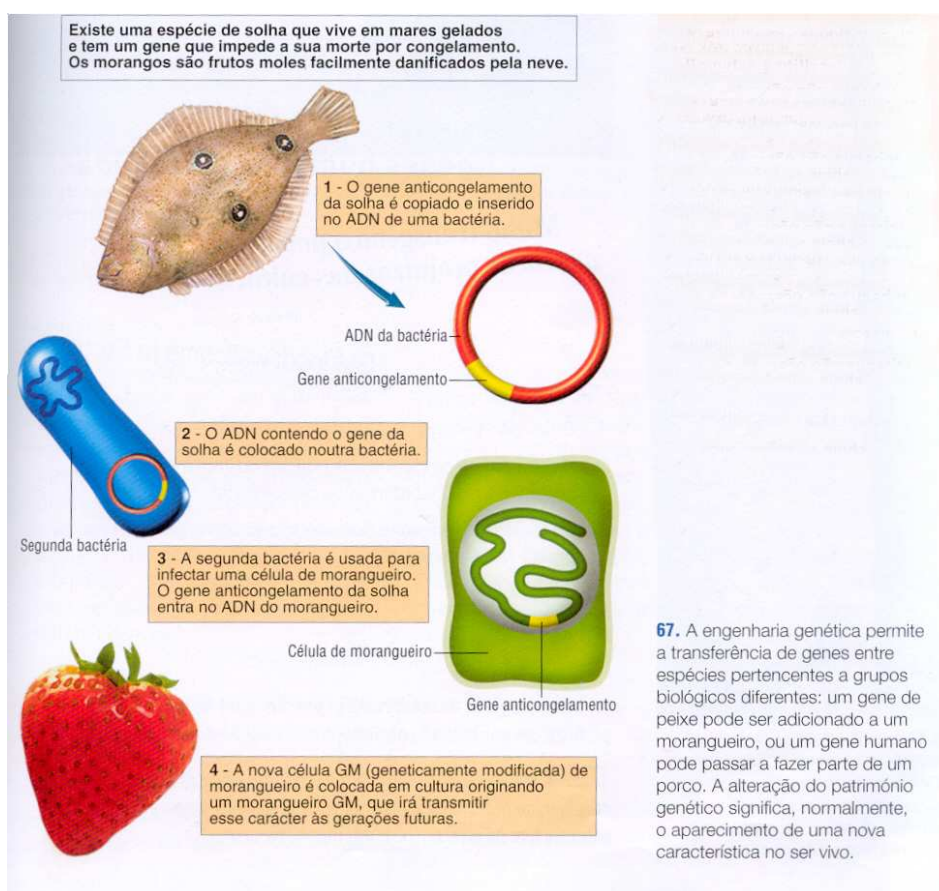 Existe uma espécie de solha que vive em mares gelados
e tem um gene que impede a sua morte por congelamento.
Os morangos são frutos moles facilmente danificados pela neve.
1 - O gene anticongelamento
da solha é copiado e inserido
no ADN de uma bactéria.
ADN da bactéria
Gene anticongelamento
2 - O ADN contendo o gene da
solha é colocado noutra bactéria.
Segunda bactéria
3 - A segunda bactéria é usada para
infectar uma célula de morangueiro.
O gene anticongelamento da solha
entra no ADN do morangueiro.
Célula de morangueiro
Gene anticongelamento
4 - A nova célula GM (geneticamente modificada) de
morangueiro é colocada em cultura originando
um morangueiro GM, que irá transmitir
esse carácter às gerações futuras.
67. A engenharia genética permite
a transferência de genes entre
espécies pertencentes a grupos
biológicos diferentes: um gene de
peixe pode ser adicionado a um
morangueiro, ou um gene humano
pode passar a fazer parte de um
porco. A alteração do património
genético significa, normalmente,
o aparecimento de uma nova
característica no ser vivo.